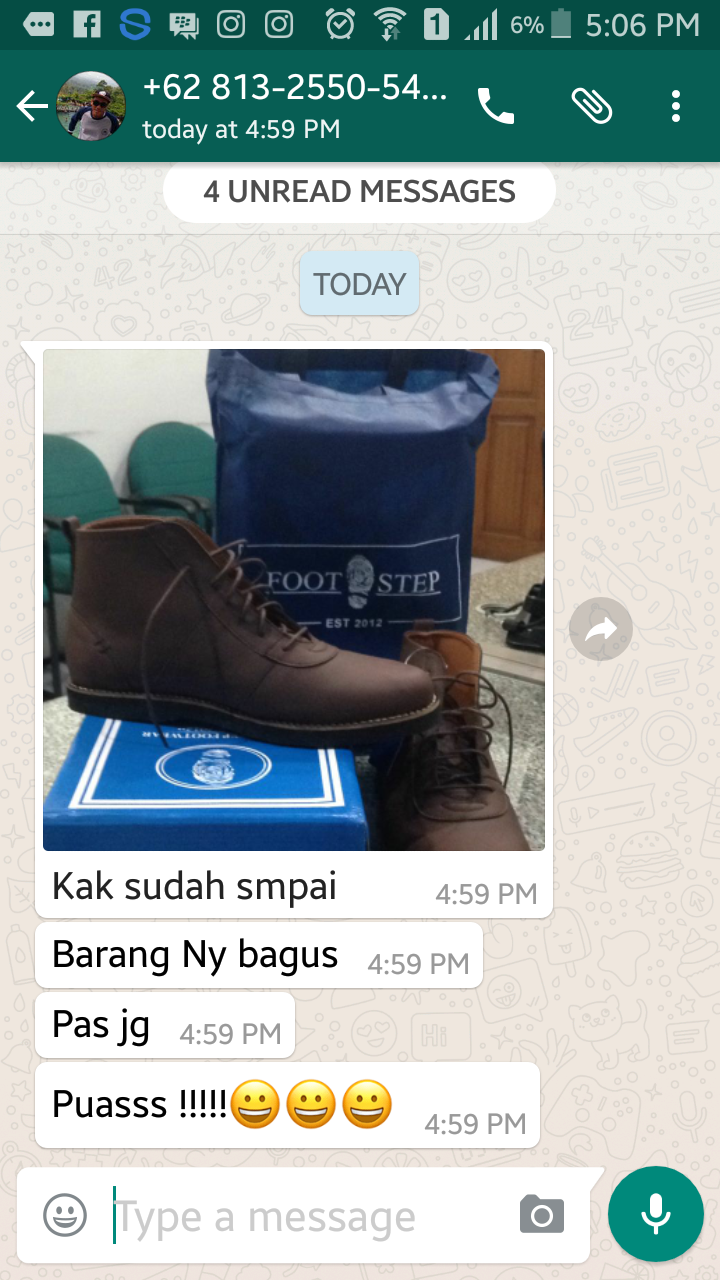 6% 5:06 PM
+62 813-2550-54...
today at 4:59 PM
4 UNREAD MESSAGES
TODAY
FOOT STEP
EST 2012
Kak sudah smpai 4:59 PM
Barang Ny bagus 4:59 PM
Pas jg 4:59 PM
Puasss !!!!!😀😀😀 4:59 PM
Type a message